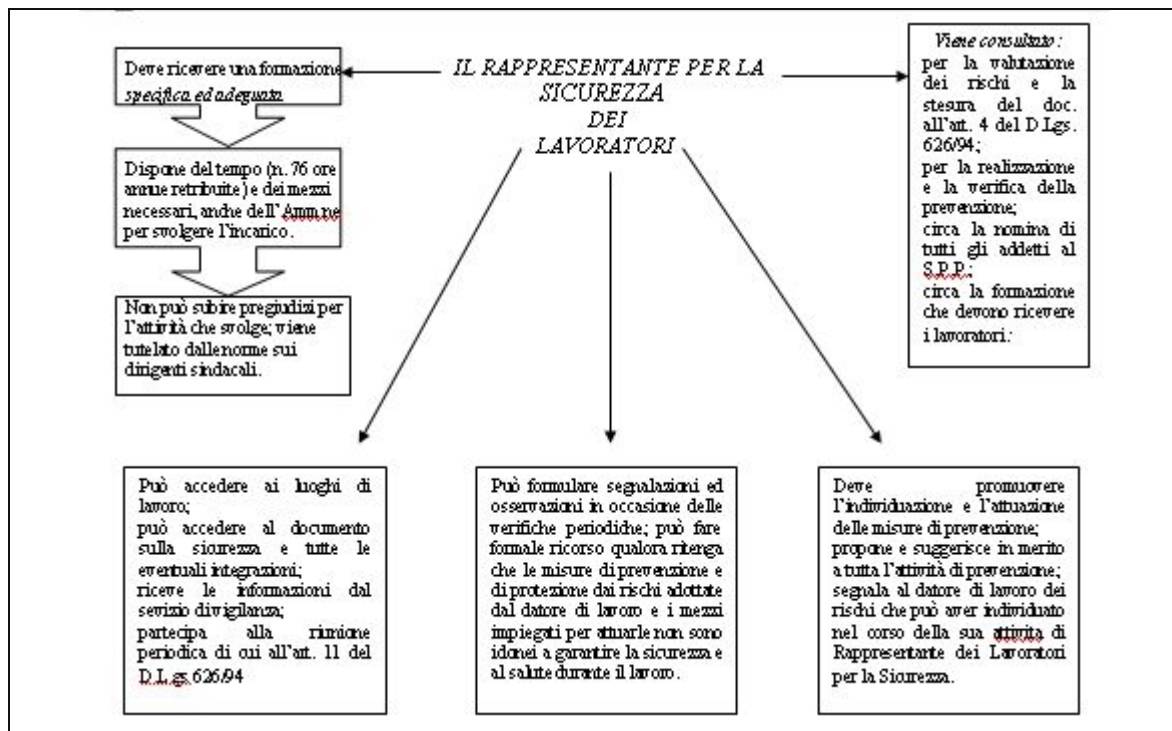 IL RAPPRESENTANTE PER LA
SICUREZZA
DEI
LAVORATORI
Deve ricevere una formazione
specifica ed adeguata
Dispone del tempo (n. 76 ore
annue retribuite) e dei mezzi
necessari, anche dell'Amm.ne
per svolgere l'incarico.
Non può subire pregiudizi per
l'attività che svolge; viene
tutelato dalle norme sui
dirigenti sindacali.
Viene consultato:
per la valutazione
dei rischi e la
stesura del doc.
all'art. 4 del D.Lgs.
626/94;
per la realizzazione
e la verifica della
prevenzione;
circa la nomina di
tutti gli addetti al
S.P.P.;
circa la formazione
che devono ricevere
i lavoratori:
Può accedere ai luoghi di
lavoro;
può accedere al documento
sulla sicurezza e tutte le
eventuali integrazioni;
riceve le informazioni dal
sevizio di vigilanza;
partecipa alla riunione
periodica di cui all'art. 11 del
D.L.gs 626/94
Può formulare segnalazioni ed
osservazioni in occasione delle
verifiche periodiche; può fare
formale ricorso qualora ritenga
che le misure di prevenzione e
di protezione dai rischi adottate
dal datore di lavoro e i mezzi
impiegati per attuarle non sono
idonei a garantire la sicurezza e
al salute durante il lavoro.
Deve promuovere
l'individuazione e l'attuazione
delle misure di prevenzione;
propone e suggerisce in merito
a tutta l'attività di prevenzione;
segnala al datore di lavoro dei
rischi che può aver individuato
nel corso della sua attivita di
Rappresentante dei Lavoratori
per la Sicurezza.